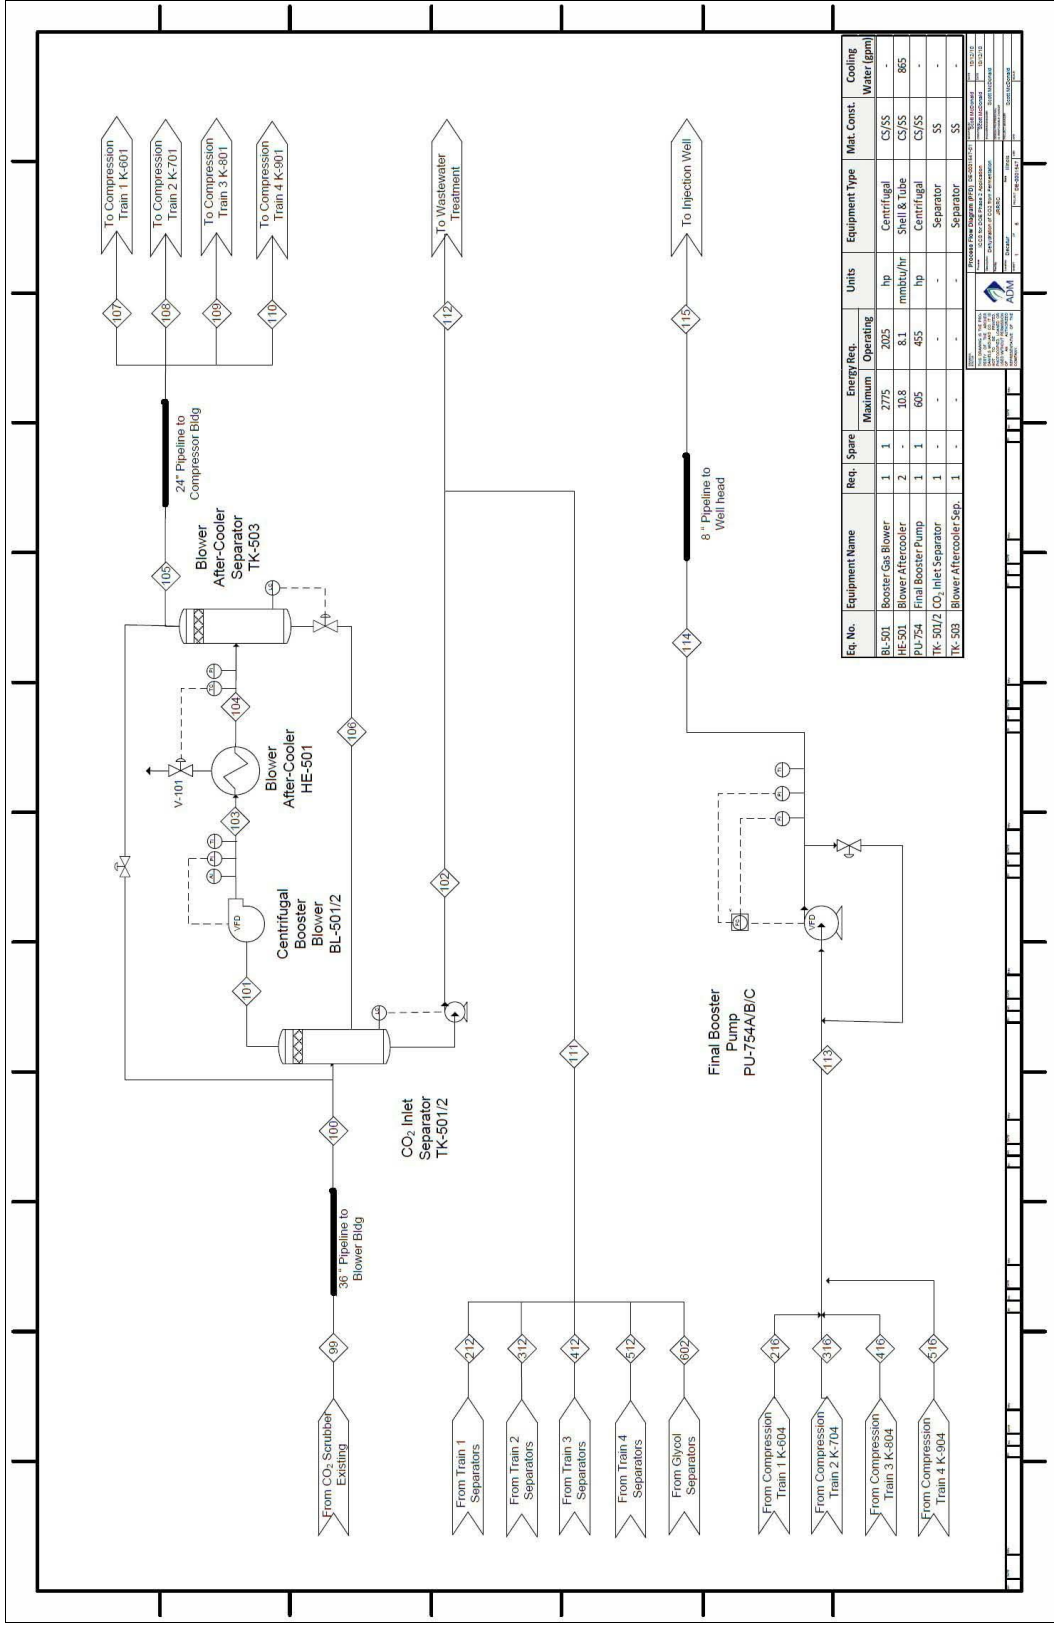 From CO₂ Scrubber
Existing
99
36 " Pipeline to
Blower Bldg
100
CO₂ Inlet
Separator
TK-501/2
101
VFD
Centrifugal
Booster
Blower
BL-501/2
103
V-101
Blower
After-Cooler
HE-501
104
Blower
After-Cooler
Separator
TK-503
105
106
24" Pipeline to
Compressor Bldg
107
To Compression
Train 1 K-601
108
To Compression
Train 2 K-701
109
To Compression
Train 3 K-801
110
To Compression
Train 4 K-901
102
112
To Wastewater
Treatment
From Train 1
Separators
212
From Train 2
Separators
312
From Train 3
Separators
412
From Train 4
Separators
512
From Glycol
Separators
602
111
From Compression
Train 1 K-604
216
From Compression
Train 2 K-704
316
From Compression
Train 3 K-804
416
From Compression
Train 4 K-904
516
113
Final Booster
Pump
PU-754A/B/C
VFD
114
8 " Pipeline to
Well head
115
To Injection Well
Eq. No. Equipment Name Req. Spare Energy Req. Units Equipment Type Mat. Const. Cooling
Maximum Operating Water (gpm)
BL-501 Booster Gas Blower 1 1 2775 2025 hp Centrifugal CS/SS -
HE-501 Blower Aftercooler 2 - 10.8 8.1 mmbtu/hr Shell & Tube CS/SS 865
PU-754 Final Booster Pump 1 1 605 455 hp Centrifugal CS/SS -
TK- 501/2 CO₂ Inlet Separator 1 - - - - Separator SS -
TK- 503 Blower Aftercooler Sep. 1 - - - - Separator SS -
ADM
Process Flow Diagram (PFD)